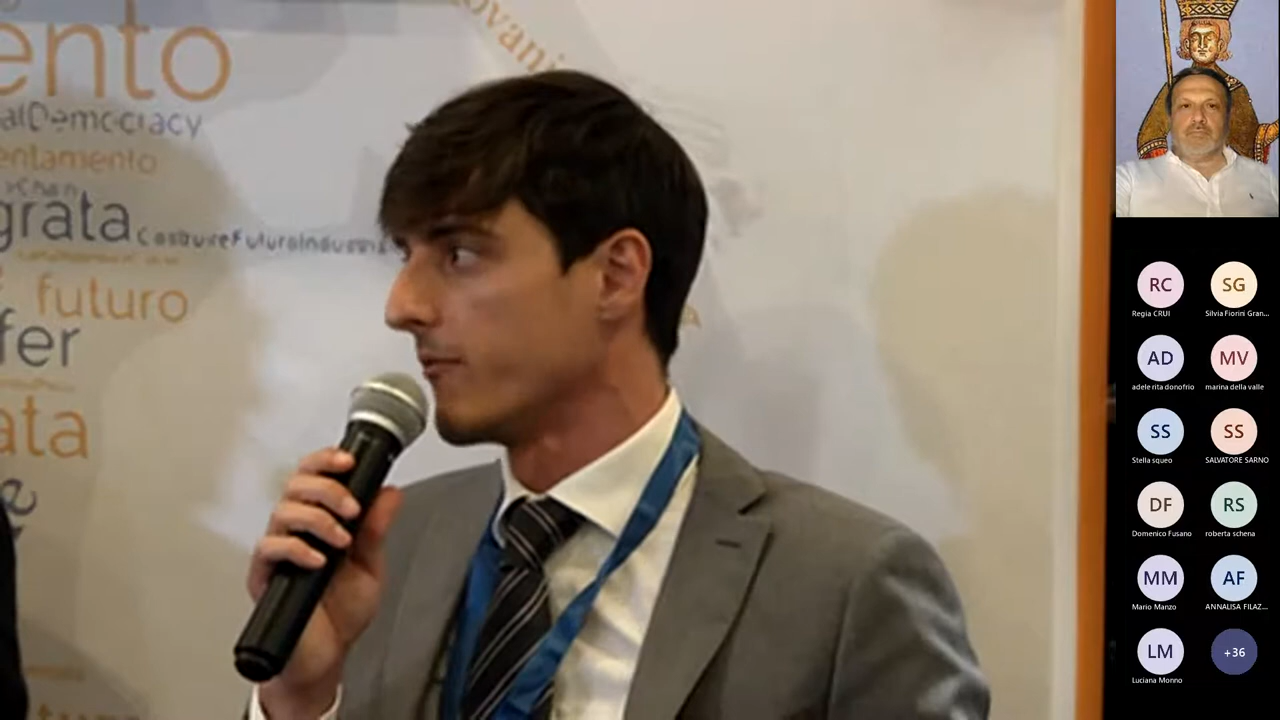 ento
ovani
alDemocracy
entamento
grata
CostruireFuturoIndustria
futuro
fer
ata
RC
SG
Regia CRUI
Silvia Fiorini Gran...
AD
MV
adele rita donofrio
marina della valle
SS
SS
Stella squeo
SALVATORE SARNO
DF
RS
Domenico Fusano
roberta schena
MM
AF
Mario Manzo
ANNALISA FILAZ...
LM
+36
Luciana Monno